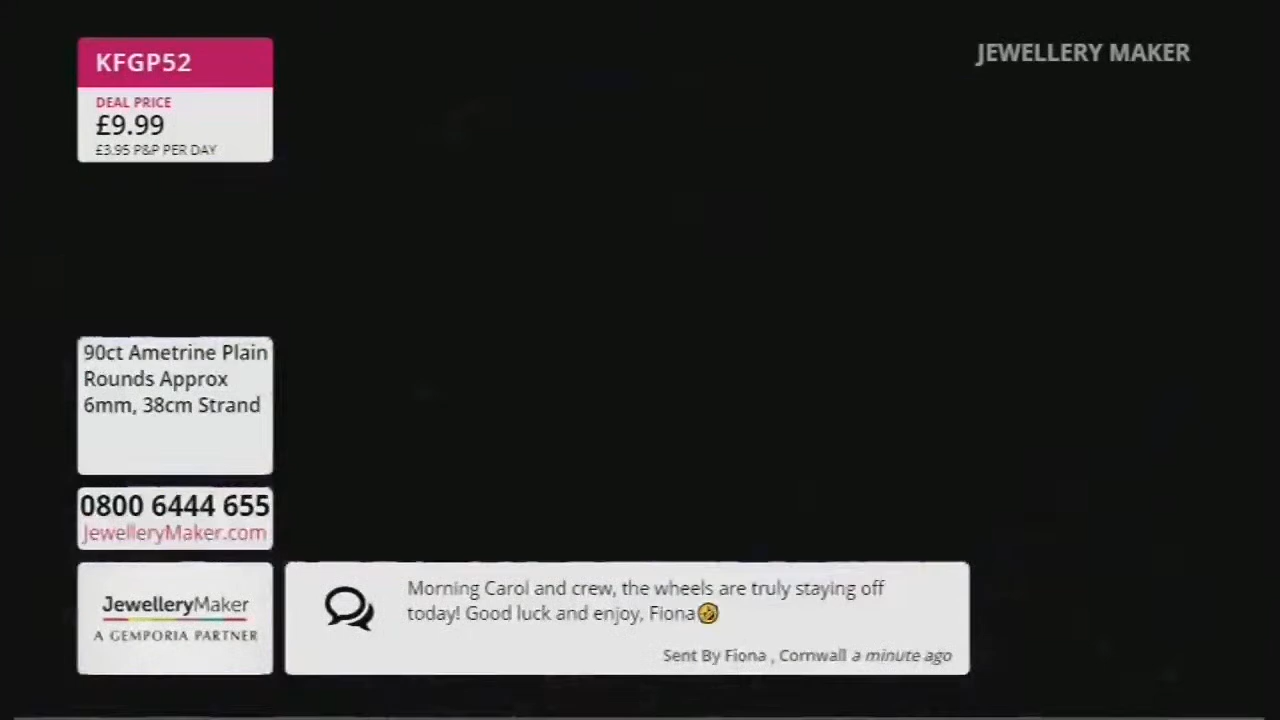 KFGP52
DEAL PRICE
£9.99
£3.95 P&P PER DAY
JEWELLERY MAKER
90ct Ametrine Plain
Rounds Approx
6mm, 38cm Strand
0800 6444 655
JewelleryMaker.com
JewelleryMaker
A GEMPORIA PARTNER
Morning Carol and crew, the wheels are truly staying off
today! Good luck and enjoy, Fiona🤣
Sent By Fiona , Cornwall a minute ago